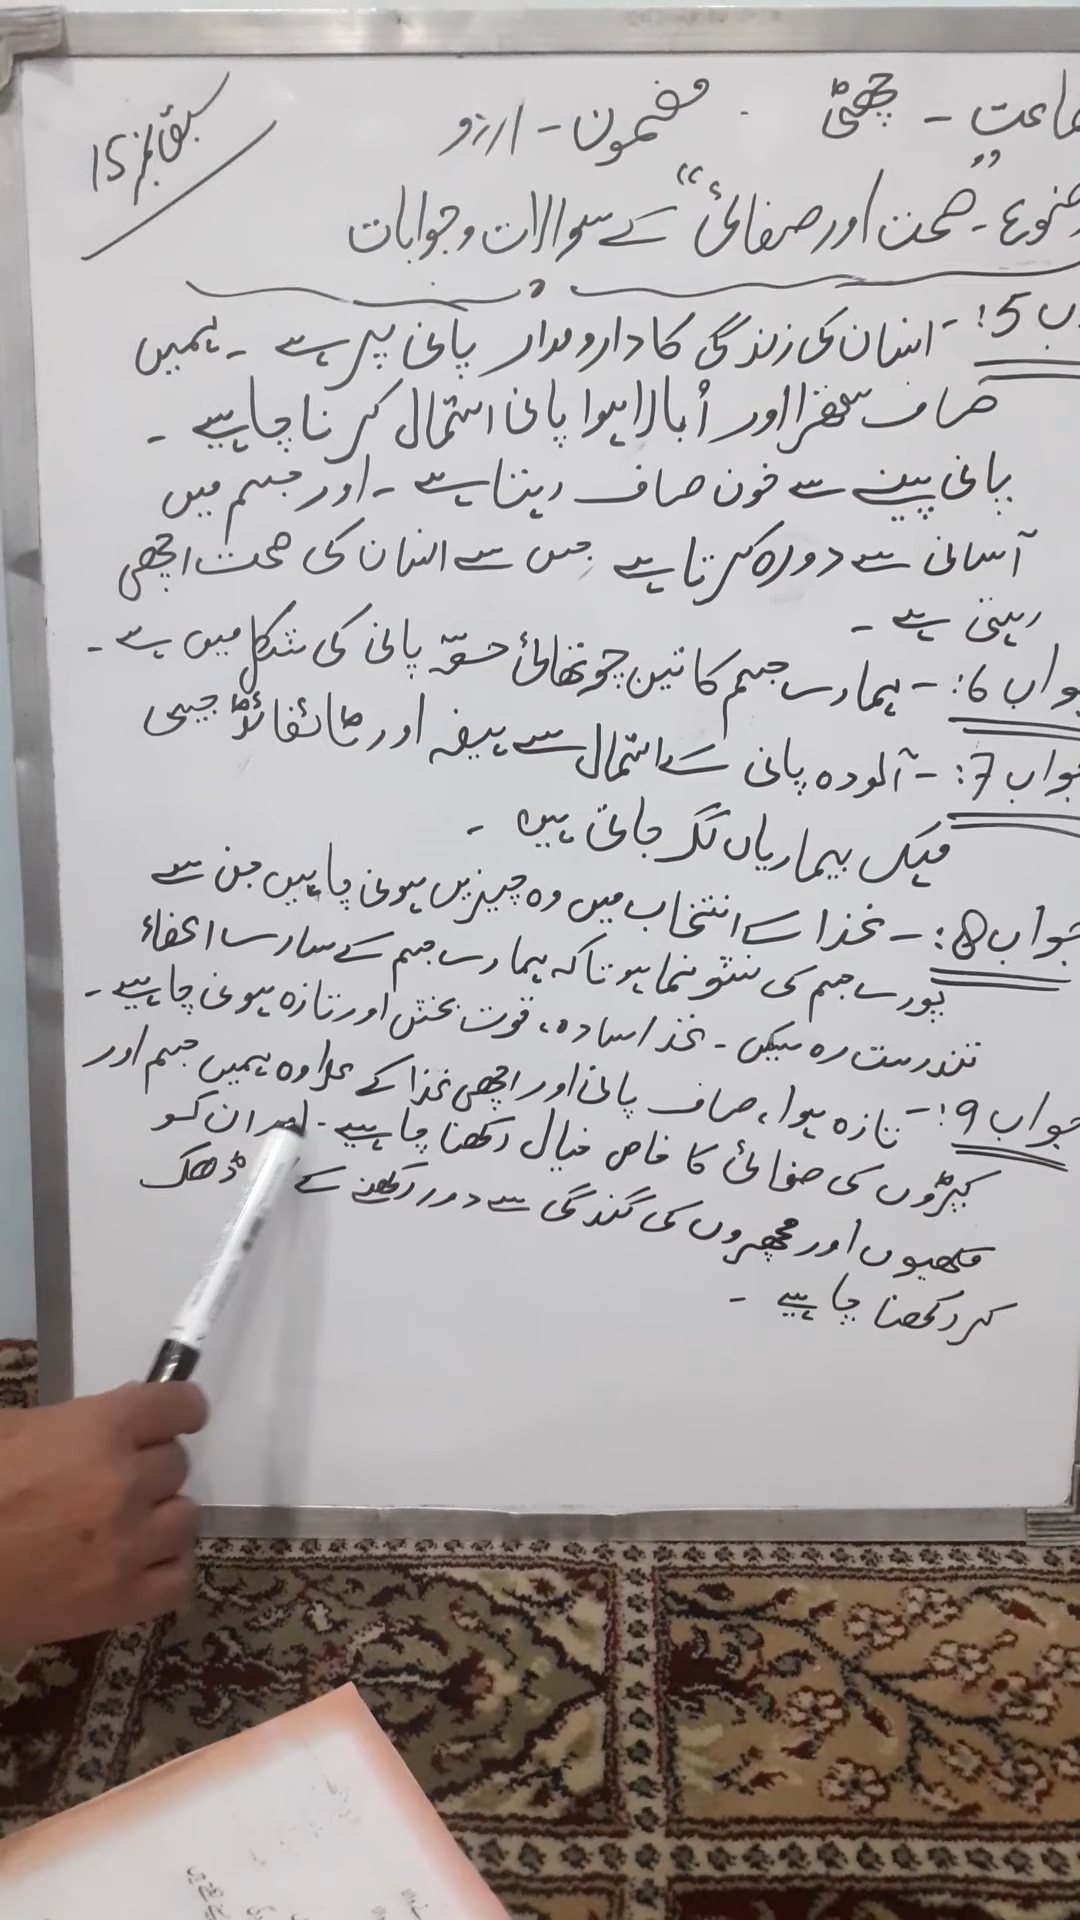 جماعت - چھٹی . مضمون - اردو
سبق نمبر 15
موضوع - "صحت اور صفائی" کے سوالات و جوابات
جواب 5: - انسان کی زندگی کا دارومدار پانی پر ہے - ہمیں
صاف ستھرا اور اُبالا ہوا پانی استمال کرنا چاہیے -
پانی پینے سے خون صاف رہتا ہے - اور جسم میں
آسانی سے دورہ کرتا ہے جس سے انسان کی صحت اچھی
رہتی ہے -
جواب 6: - ہمارے جسم کا تین چوتھائی حصّہ پانی کی شکل میں ہے -
جواب 7: - آلودہ پانی کے استمال سے ہیضہ اور ٹائفائڈ جیسی
مہلک بیماریاں لگ جاتی ہیں -
جواب 8: - غذا کے انتخاب میں وہ چیزیں ہونی چاہیں جن سے
پورے جسم کی نشونما ہو تاکہ ہمارے جسم کے سارے اعضاء
تندرست رہ سکیں - غذا سادہ، قوت بخش اور تازہ ہونی چاہیے -
جواب 9: - تازہ ہوا، صاف پانی اور اچھی غذا کے علاوہ ہمیں جسم اور
کپڑوں کی صفائی کا خاص خیال رکھنا چاہیے - اور ان کو
مکھیوں اور مچھروں کی گندگی سے دور رکھنے کے ڈھک
کر رکھنا چاہیے -